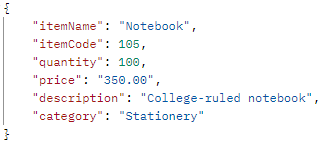 {
    "itemName": "Notebook",
    "itemCode": 105,
    "quantity": 100,
    "price": "350.00",
    "description": "College-ruled notebook",
    "category": "Stationery"
}